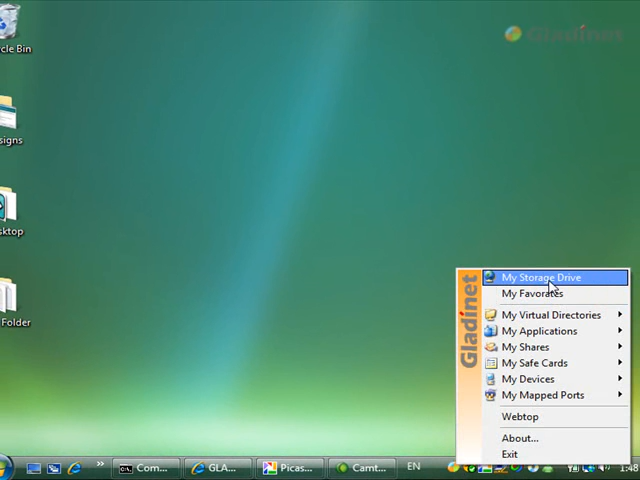 Gladinet
cle Bin
signs
sktop
Folder
Gladinet
My Storage Drive
My Favorites
My Virtual Directories
My Applications
My Shares
My Safe Cards
My Devices
My Mapped Ports
Webtop
About...
Exit
Com...
GLA...
Picas...
Camt...
EN
1:48